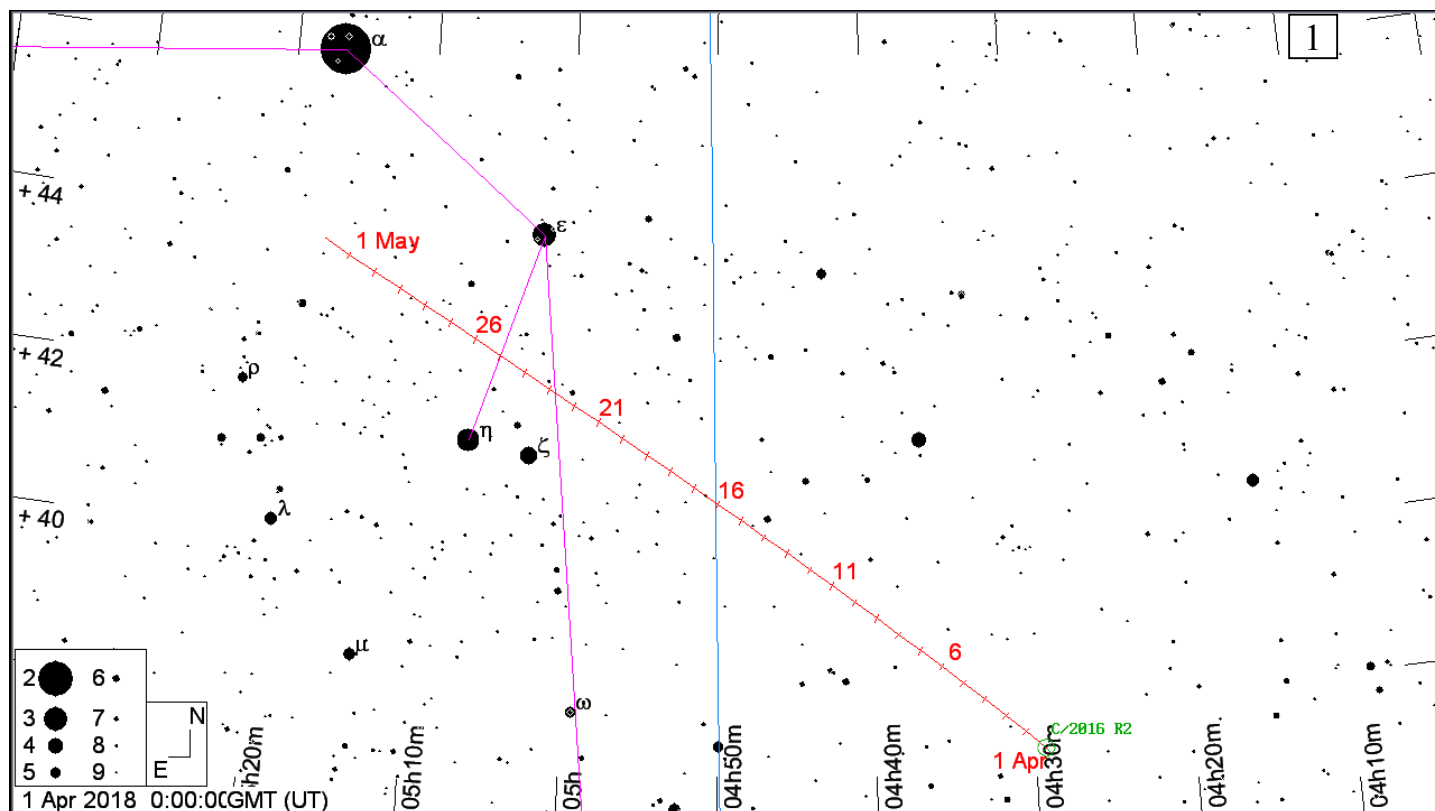 1
α
+ 44
ε
1 May
26
+ 42
ρ
21
η
ζ
16
+ 40
λ
11
μ
6
2 6
3 7
4 8
5 9
N
E
ω
C/2016 R2
1 Apr
05h20m
05h10m
05h
04h50m
04h40m
04h30m
04h20m
04h10m
1 Apr 2018 0:00:00GMT (UT)